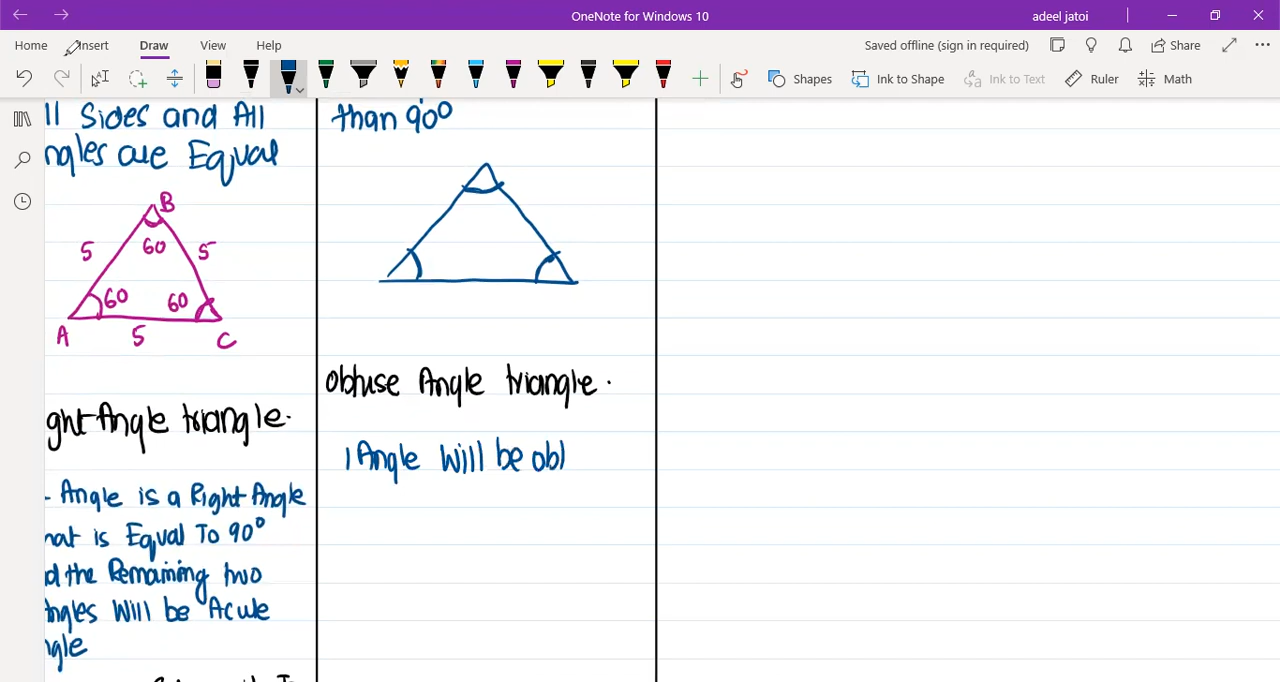 OneNote for Windows 10
adeel jatoi
Home Insert Draw View Help
Saved offline (sign in required)
Share
Shapes
Ink to Shape
Ink to Text
Ruler
Math
ll Sides and All
ngles are Equal
B
5 60 5
60 60
A 5 C
ght Angle triangle.
Angle is a Right Angle
hat is Equal To 90°
d the Remaining two
Angles Will be Acute
ngle
than 90°
Obtuse Angle triangle.
1 Angle Will be obl